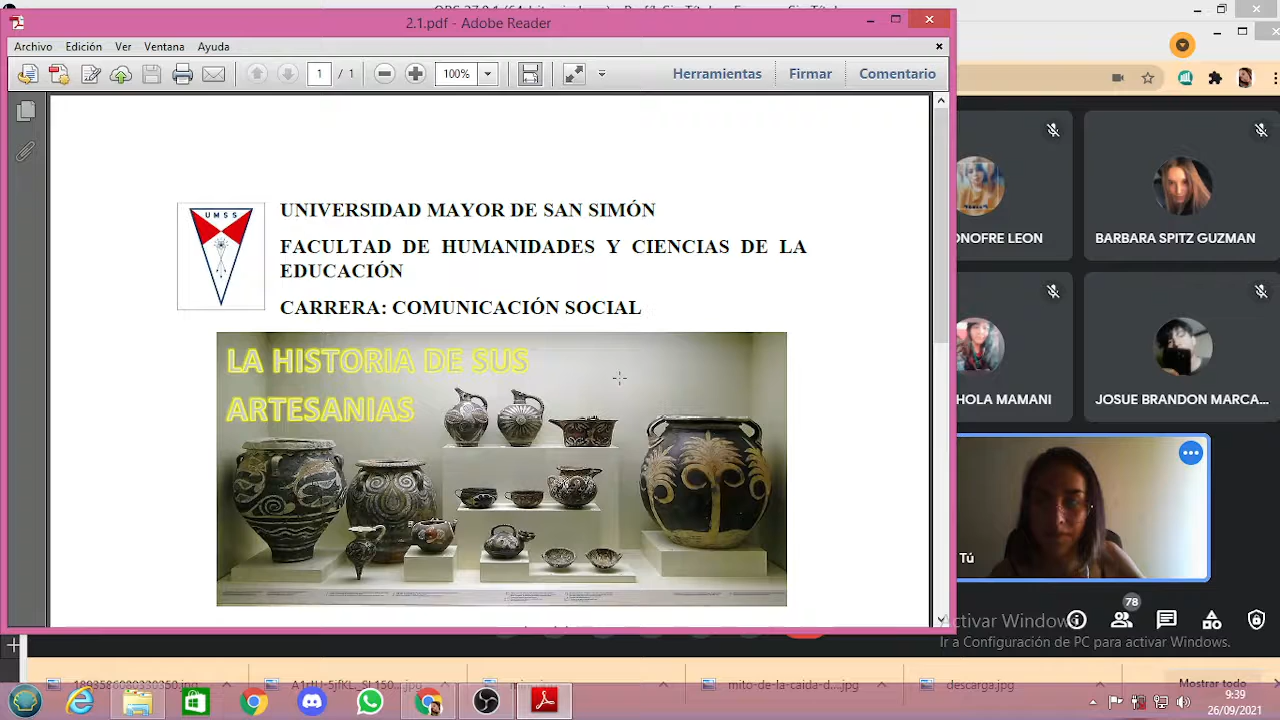 2.1.pdf - Adobe Reader
Archivo Edición Ver Ventana Ayuda
1 / 1 100% Herramientas Firmar Comentario
UMSS
UNIVERSIDAD MAYOR DE SAN SIMÓN
FACULTAD DE HUMANIDADES Y CIENCIAS DE LA
EDUCACIÓN
CARRERA: COMUNICACIÓN SOCIAL
LA HISTORIA DE SUS
ARTESANIAS
ONOFRE LEON
BARBARA SPITZ GUZMAN
HOLA MAMANI
JOSUE BRANDON MARCA...
Tú
78
Activar Windows
Ir a Configuración de PC para activar Windows.
mito-de-la-caida-d....jpg
descarga.jpg
Mostrar todo
9:39
26/09/2021